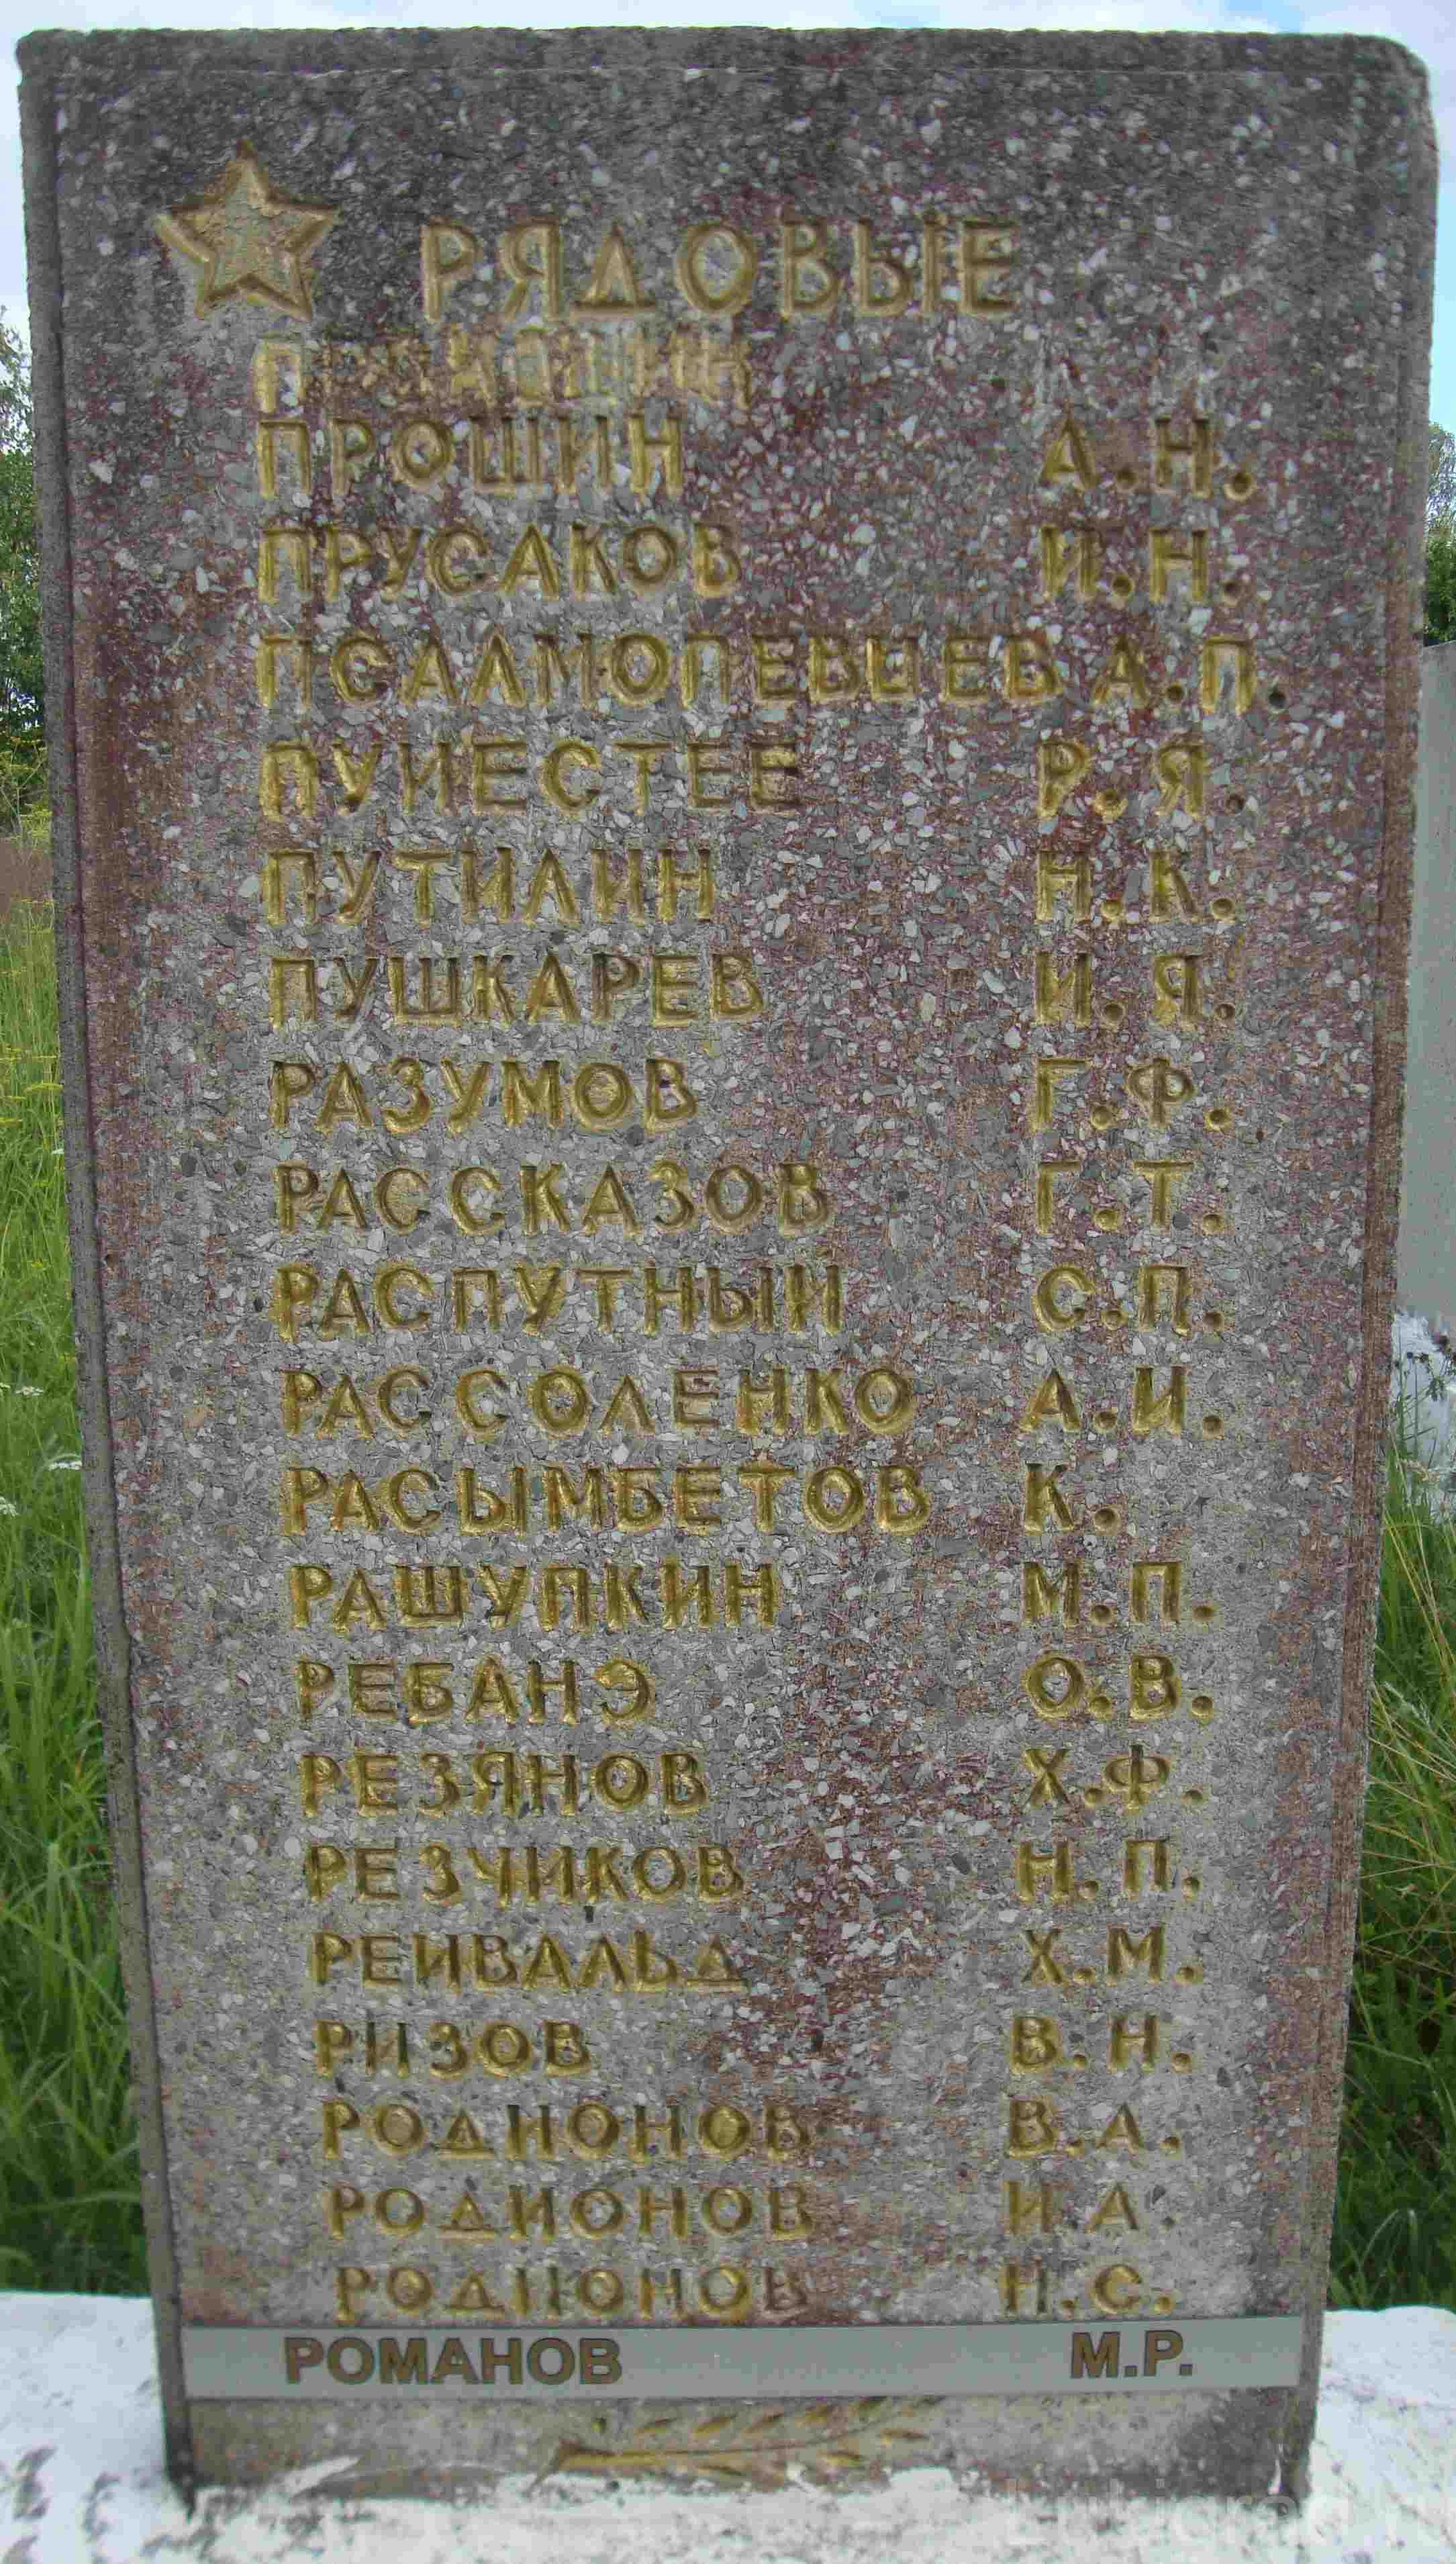 РЯДОВЫЕ
ПРОШИН А.Н.
ПРУСАКОВ И.Н.
ПСАЛМОПЕВЦЕВ А.П.
ПУИЕСТЕЕ Р.Я.
ПУТИЛИН Н.К.
ПУШКАРЕВ И.Я.
РАЗУМОВ Г.Ф.
РАССКАЗОВ Г.Т.
РАСПУТНЫЙ С.П.
РАССОЛЕНКО А.И.
РАСЫМБЕТОВ К.
РАШУПКИН М.П.
РЕБАНЭ О.В.
РЕЗЯНОВ Х.Ф.
РЕЗЧИКОВ Н.П.
РЕЙВАЛЬД Х.М.
РИЗОВ В.Н.
РОДИОНОВ В.А.
РОДИОНОВ И.А.
РОДИОНОВ Н.С.
РОМАНОВ М.Р.